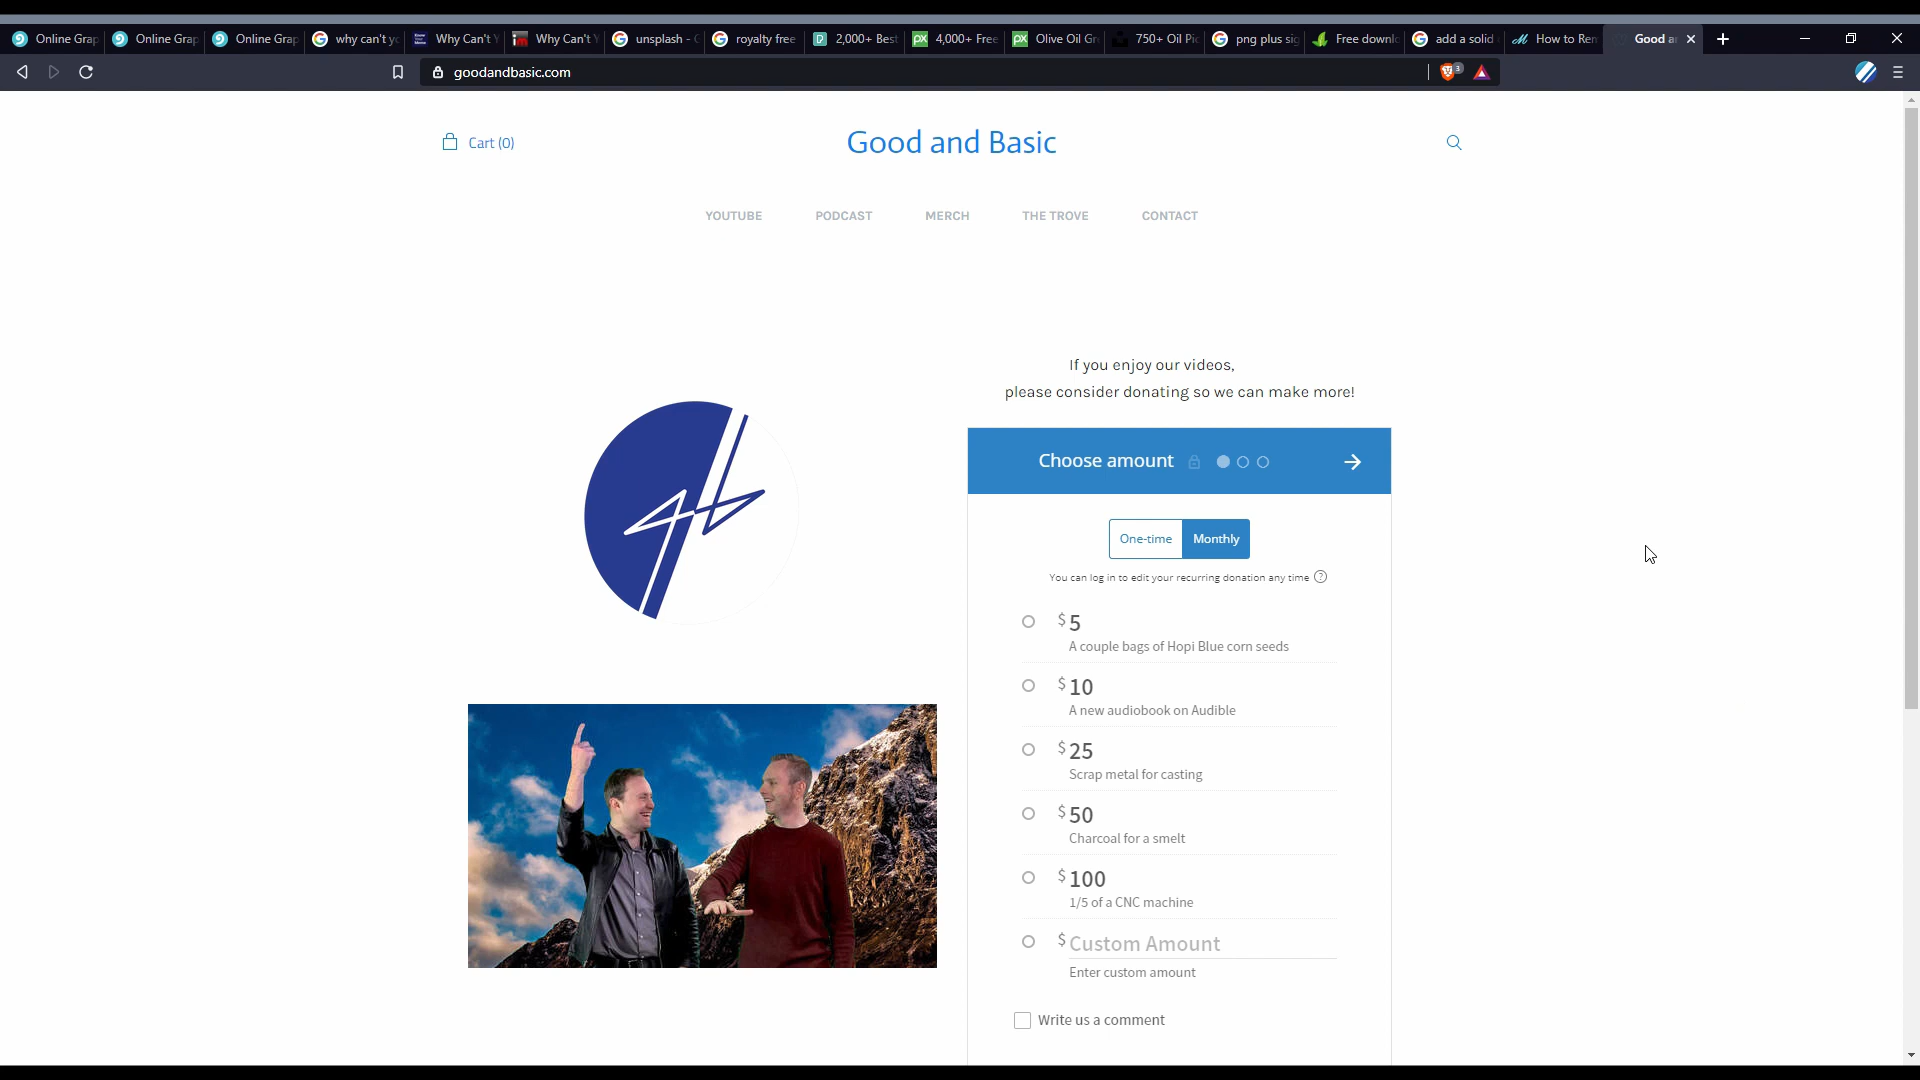 Online Grap
Online Grap
Online Grap
why can't yo
Why Can't Y
Why Can't Y
unsplash - G
royalty free
2,000+ Best
4,000+ Free
Olive Oil Gr
750+ Oil Pic
png plus sig
Free downlo
add a solid
How to Rem
Good a
goodandbasic.com
3
Cart (0)
Good and Basic
YOUTUBE
PODCAST
MERCH
THE TROVE
CONTACT
If you enjoy our videos,
please consider donating so we can make more!
Choose amount
One-time
Monthly
You can log in to edit your recurring donation any time ?
$ 5
A couple bags of Hopi Blue corn seeds
$ 10
A new audiobook on Audible
$ 25
Scrap metal for casting
$ 50
Charcoal for a smelt
$ 100
1/5 of a CNC machine
$ Custom Amount
Enter custom amount
Write us a comment